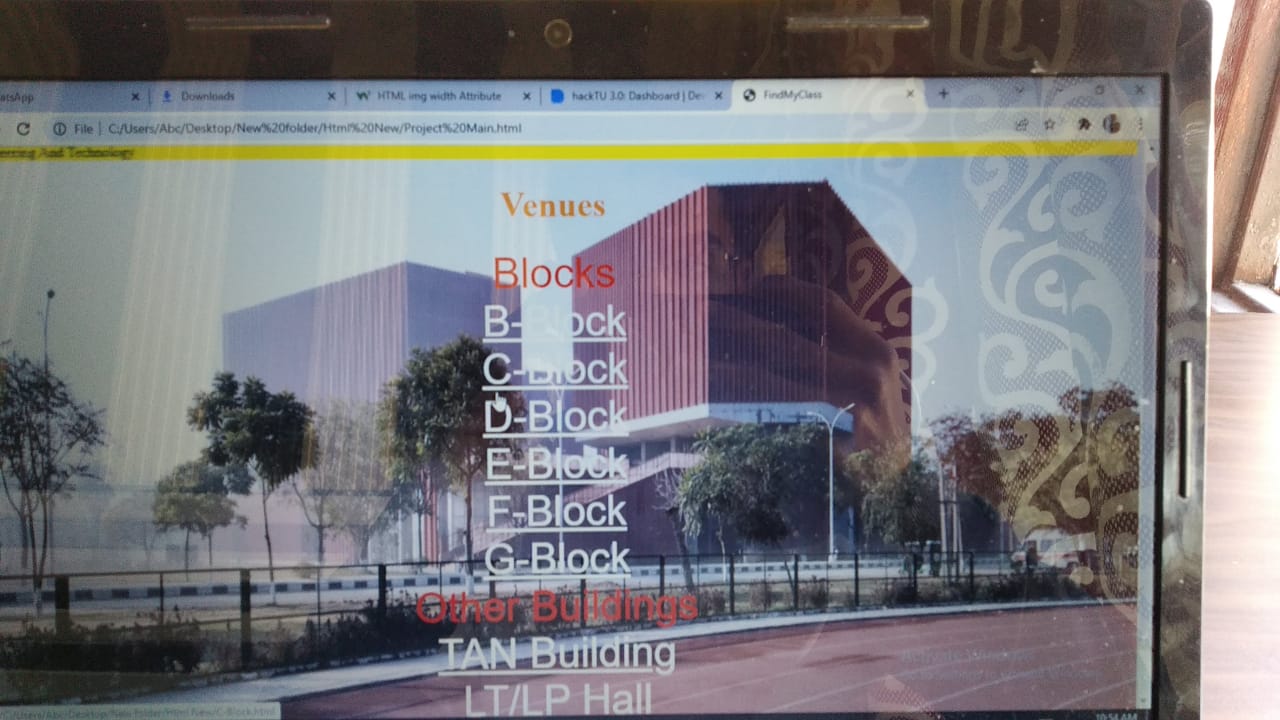 atsApp
Downloads
HTML img width Attribute
hackTU 3.0: Dashboard | De
FindMyClass
File
C:/Users/Abc/Desktop/New%20folder/Html%20New/Project%20Main.html
eering And Technology
Venues
Blocks
B-Block
C-Block
D-Block
E-Block
F-Block
G-Block
Other Buildings
TAN Building
LT/LP Hall
C:/Users/Abc/Desktop/New folder/Html New/C-Block.html
Activate Windows
10:54 AM